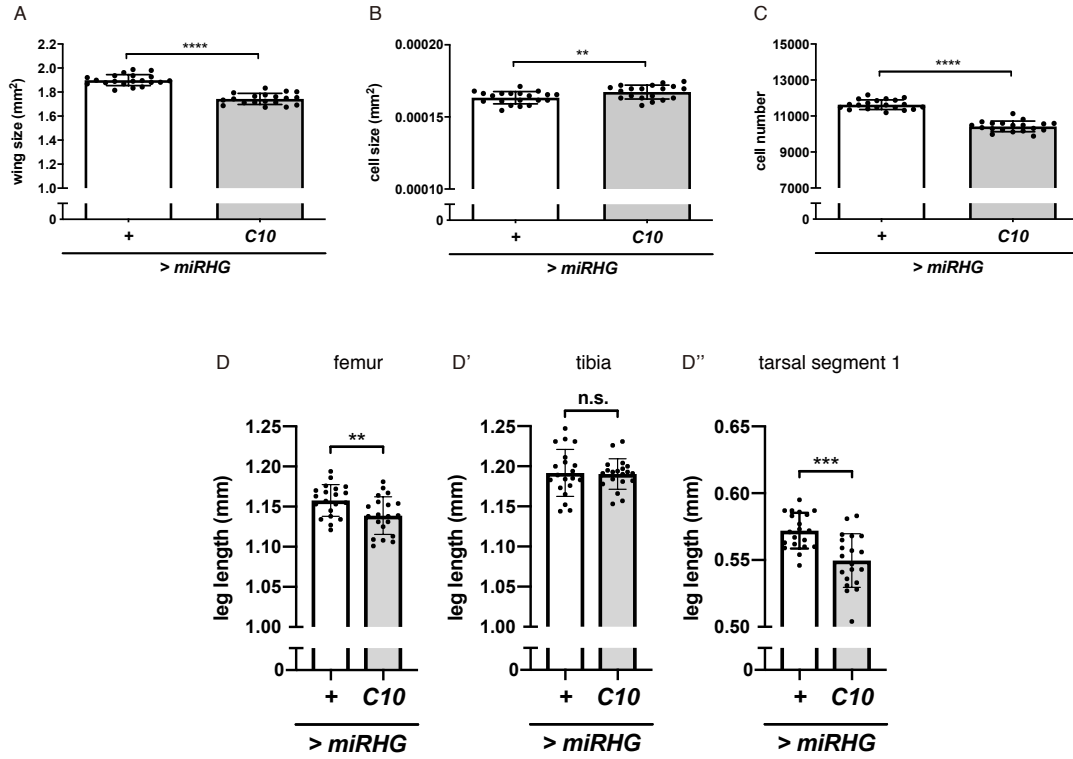 A
B
C
****
**
****
wing size (mm²)
2.2
2.0
1.8
1.6
1.4
1.2
1.0
0
+
C10
> miRHG
cell size (mm²)
0.00020
0.00015
0.00010
0
+
C10
> miRHG
cell number
15000
13000
11000
9000
7000
0
+
C10
> miRHG
D
femur
D'
tibia
D''
tarsal segment 1
leg length (mm)
1.25
1.20
1.15
1.10
1.05
1.00
0
**
+
C10
> miRHG
leg length (mm)
1.25
1.20
1.15
1.10
1.05
1.00
0
n.s.
+
C10
> miRHG
leg length (mm)
0.65
0.60
0.55
0.50
0
***
+
C10
> miRHG